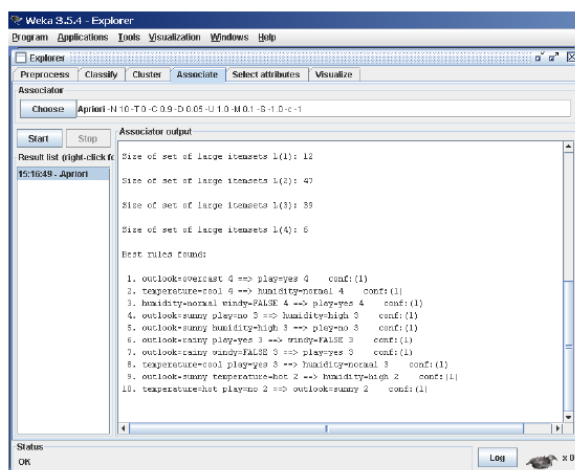 Weka 3.5.4 - Explorer
Program Applications Tools Visualization Windows Help
Explorer
Preprocess Classify Cluster Associate Select attributes Visualize
Associator
Choose Apriori -N 10 -T 0 -C 0.9 -D 0.05 -U 1.0 -M 0.1 -S -1.0 -c -1
Start Stop
Associator output
Result list (right-click fo
15:16:49 - Apriori
Size of set of large itemsets L(1): 12
Size of set of large itemsets L(2): 47
Size of set of large itemsets L(3): 39
Size of set of large itemsets L(4): 6
Best rules found:
1. outlook=overcast 4 ==> play=yes 4 conf:(1)
2. temperature=cool 4 ==> humidity=normal 4 conf:(1)
3. humidity=normal windy=FALSE 4 ==> play=yes 4 conf:(1)
4. outlook=sunny play=no 3 ==> humidity=high 3 conf:(1)
5. outlook=sunny humidity=high 3 ==> play=no 3 conf:(1)
6. outlook=rainy play=yes 3 ==> windy=FALSE 3 conf:(1)
7. outlook=rainy windy=FALSE 3 ==> play=yes 3 conf:(1)
8. temperature=cool play=yes 3 ==> humidity=normal 3 conf:(1)
9. outlook=sunny temperature=hot 2 ==> humidity=high 2 conf:(1)
10. temperature=hot play=no 2 ==> outlook=sunny 2 conf:(1)
Status
OK
Log
x 0